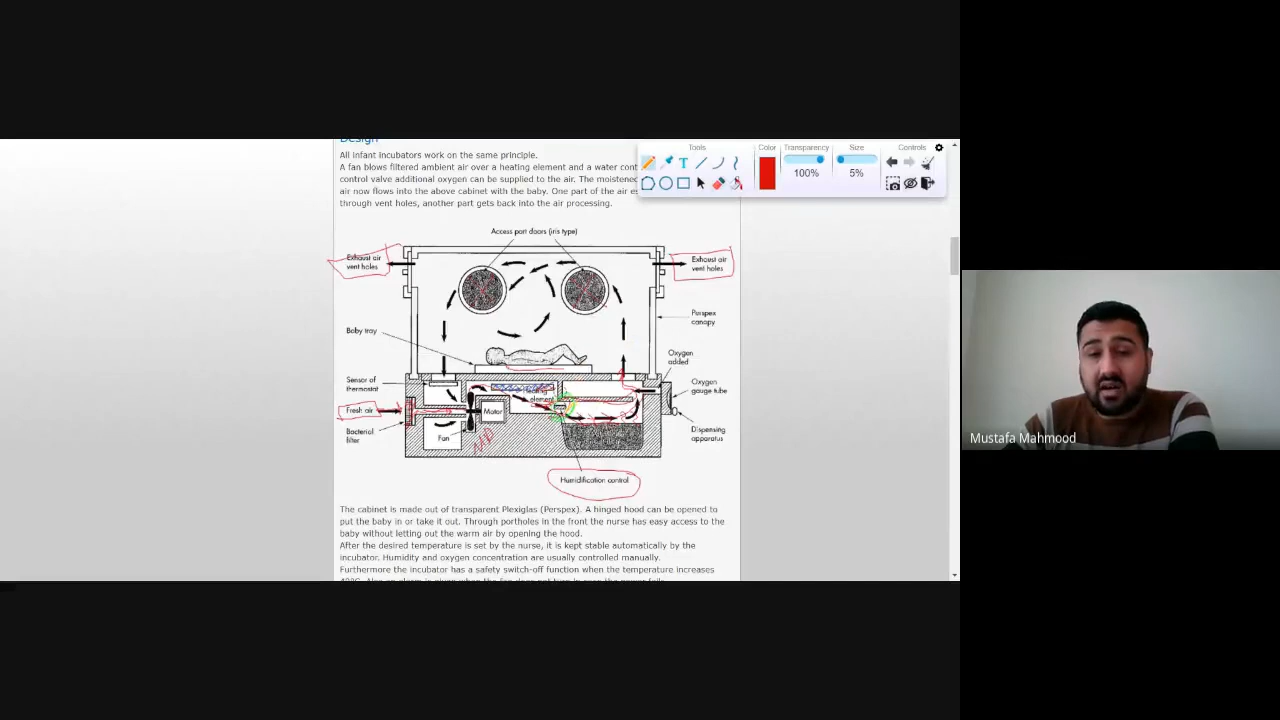 Design
All infant incubators work on the same principle.
A fan blows filtered ambient air over a heating element and a water cont
control valve additional oxygen can be supplied to the air. The moistened
air now flows into the above cabinet with the baby. One part of the air es
through vent holes, another part gets back into the air processing.
Tools
Color
Transparency
Size
Controls
T
100%
5%
Access port doors (iris type)
Exhaust air
vent holes
Exhaust air
vent holes
Perspex
canopy
Baby tray
Oxygen
added
Sensor of
thermostat
Heating
element
Oxygen
gauge tube
Fresh air
Motor
Bacterial
filter
Fan
Dispensing
apparatus
Humidification control
The cabinet is made out of transparent Plexiglas (Perspex). A hinged hood can be opened to
put the baby in or take it out. Through portholes in the front the nurse has easy access to the
baby without letting out the warm air by opening the hood.
After the desired temperature is set by the nurse, it is kept stable automatically by the
incubator. Humidity and oxygen concentration are usually controlled manually.
Furthermore the incubator has a safety switch-off function when the temperature increases
Mustafa Mahmood